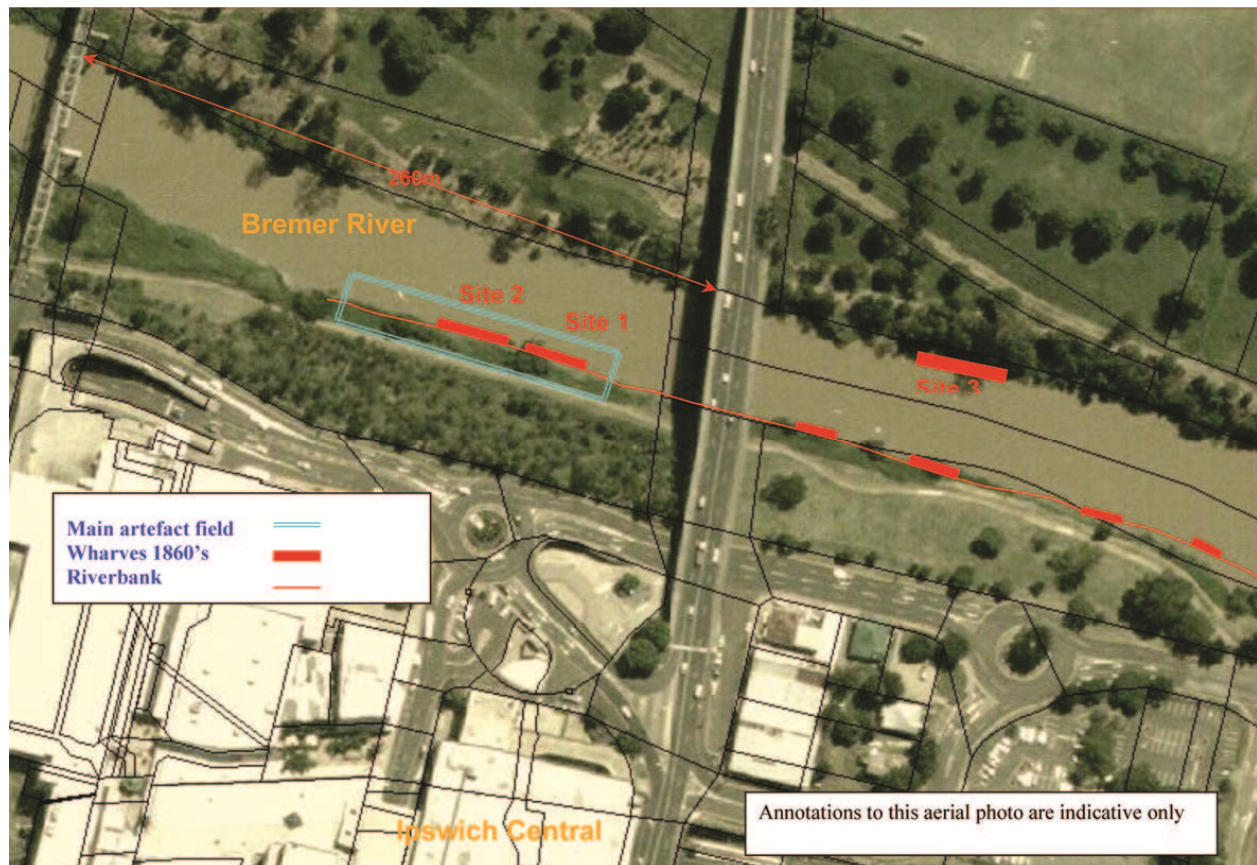 260m
Bremer River
Site 2
Site 1
Site 3
Main artefact field
Wharves 1860's
Riverbank
Annotations to this aerial photo are indicative only
Ipswich Central